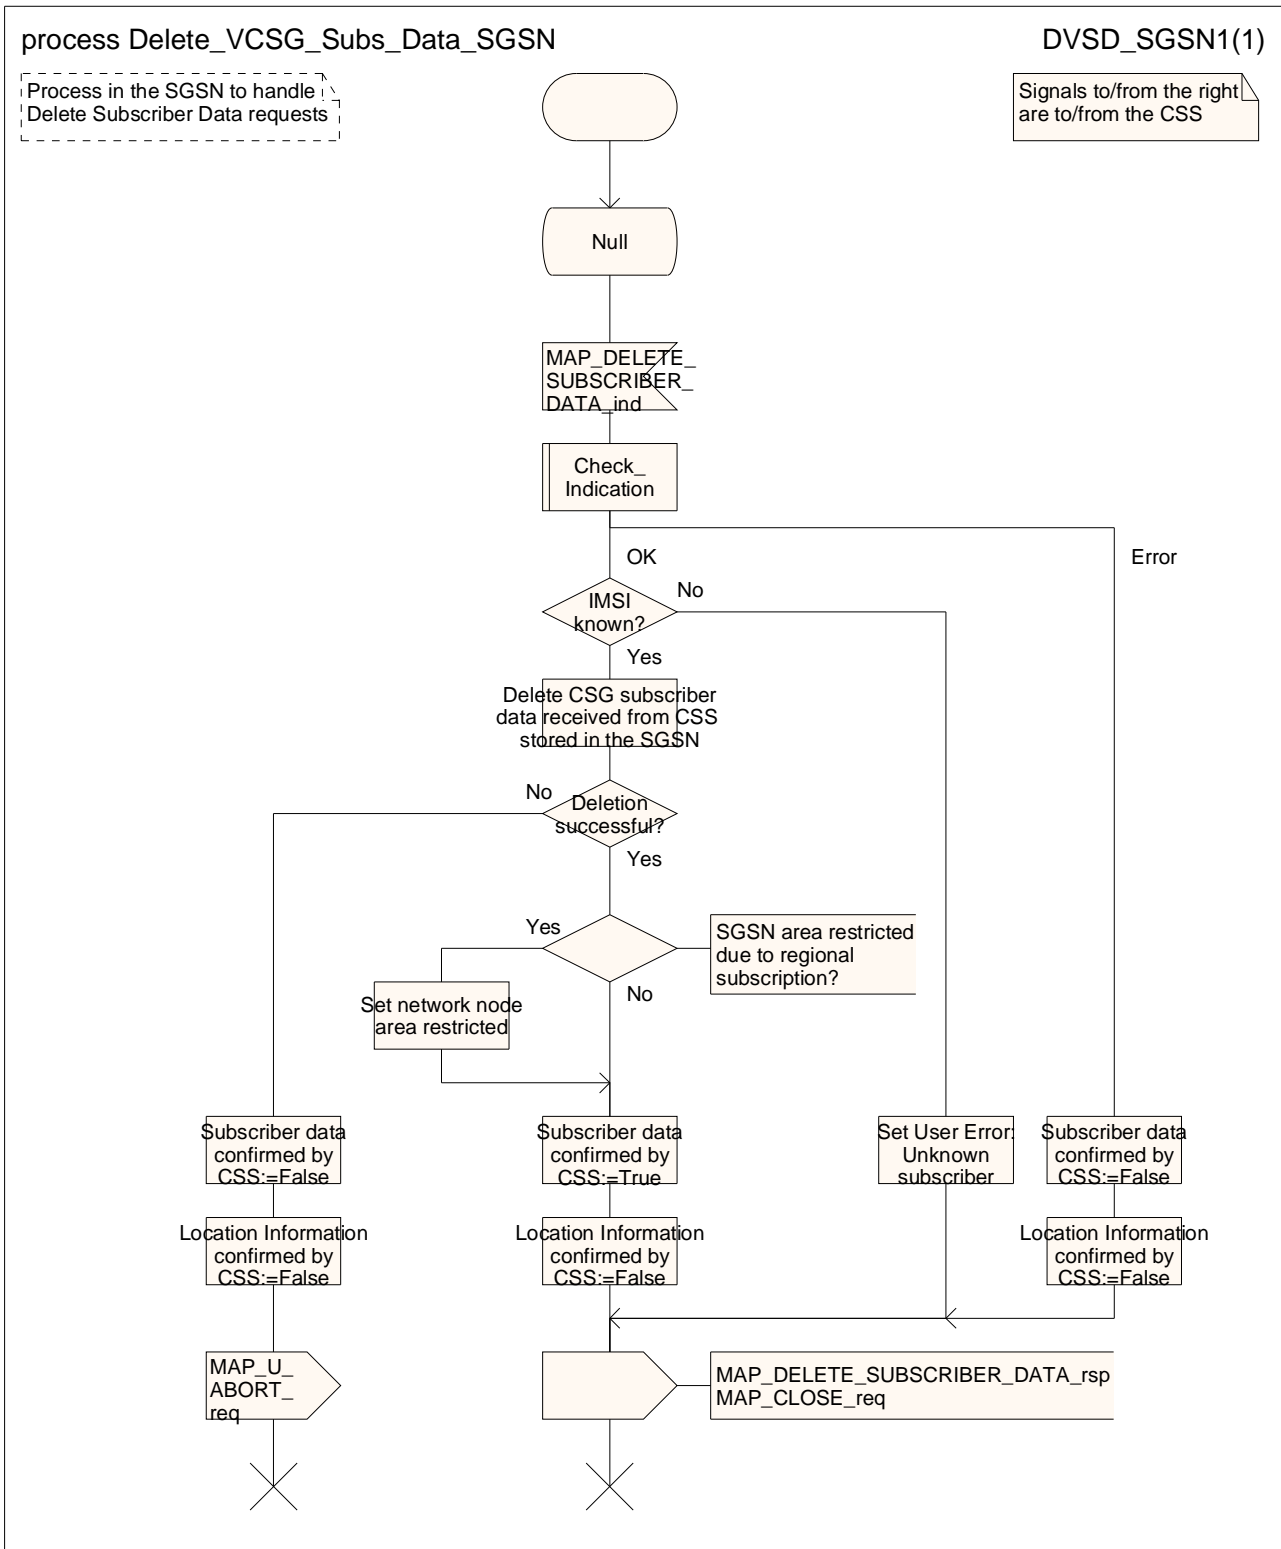 process Delete_VCSG_Subs_Data_SGSN
DVSD_SGSN1(1)
Process in the SGSN to handle
Delete Subscriber Data requests
Signals to/from the right
are to/from the CSS
Null
MAP_DELETE_
SUBSCRIBER_
DATA_ind
Check_
Indication
OK
Error
IMSI
known?
No
Yes
Delete CSG subscriber
data received from CSS
stored in the SGSN
No
Deletion
successful?
Yes
Yes
SGSN area restricted
due to regional
subscription?
No
Set network node
area restricted
Subscriber data
confirmed by
CSS:=False
Subscriber data
confirmed by
CSS:=True
Set User Error:
Unknown
subscriber
Subscriber data
confirmed by
CSS:=False
Location Information
confirmed by
CSS:=False
Location Information
confirmed by
CSS:=False
Location Information
confirmed by
CSS:=False
MAP_U_
ABORT_
req
MAP_DELETE_SUBSCRIBER_DATA_rsp
MAP_CLOSE_req